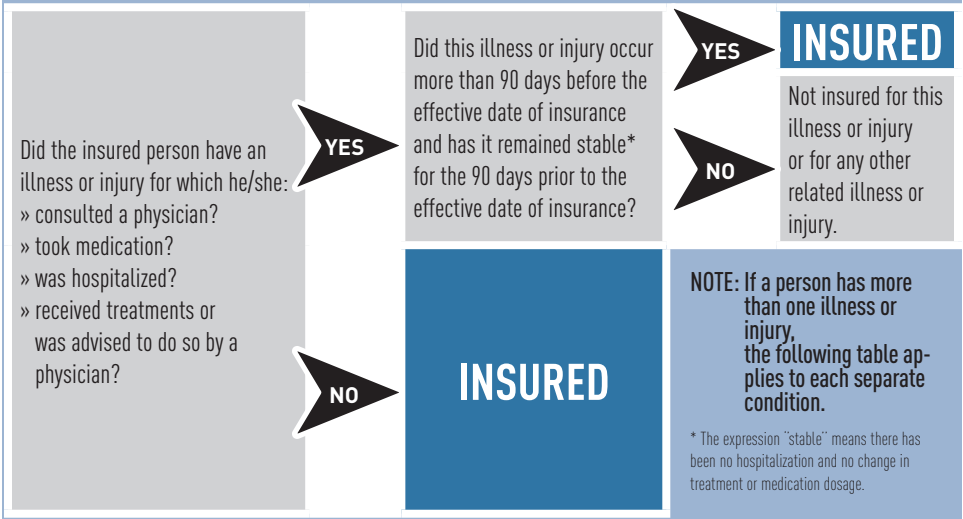 Did the insured person have an
illness or injury for which he/she:
» consulted a physician?
» took medication?
» was hospitalized?
» received treatments or
was advised to do so by a
physician?
YES
Did this illness or injury occur
more than 90 days before the
effective date of insurance
and has it remained stable*
for the 90 days prior to the
effective date of insurance?
YES
INSURED
NO
Not insured for this
illness or injury
or for any other
related illness or
injury.
NO
INSURED
NOTE: If a person has more
than one illness or
injury,
the following table ap-
plies to each separate
condition.
* The expression ¨stable¨ means there has
been no hospitalization and no change in
treatment or medication dosage.